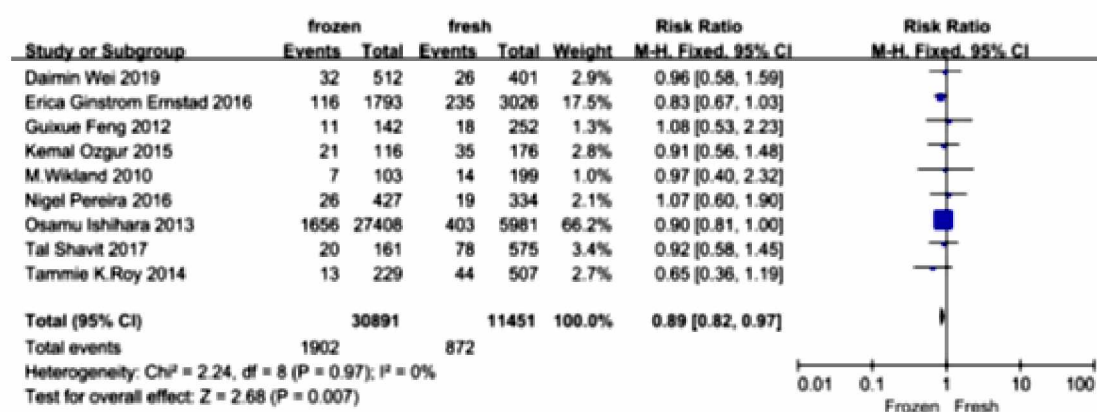 frozen fresh Risk Ratio Risk Ratio
Study or Subgroup Events Total Events Total Weight M-H. Fixed. 95% CI M-H. Fixed. 95% CI
Daimin Wei 2019 32 512 26 401 2.9% 0.96 [0.58, 1.59]
Erica Ginstrom Ernstad 2016 116 1793 235 3026 17.5% 0.83 [0.67, 1.03]
Guixue Feng 2012 11 142 18 252 1.3% 1.08 [0.53, 2.23]
Kemal Ozgur 2015 21 116 35 176 2.8% 0.91 [0.56, 1.48]
M.Wikland 2010 7 103 14 199 1.0% 0.97 [0.40, 2.32]
Nigel Pereira 2016 26 427 19 334 2.1% 1.07 [0.60, 1.90]
Osamu Ishihara 2013 1656 27408 403 5981 66.2% 0.90 [0.81, 1.00]
Tal Shavit 2017 20 161 78 575 3.4% 0.92 [0.58, 1.45]
Tammie K.Roy 2014 13 229 44 507 2.7% 0.65 [0.36, 1.19]
Total (95% CI) 30891 11451 100.0% 0.89 [0.82, 0.97]
Total events 1902 872
Heterogeneity: Chi² = 2.24, df = 8 (P = 0.97); I² = 0%
Test for overall effect: Z = 2.68 (P = 0.007)
0.01 0.1 1 10 100
Frozen Fresh